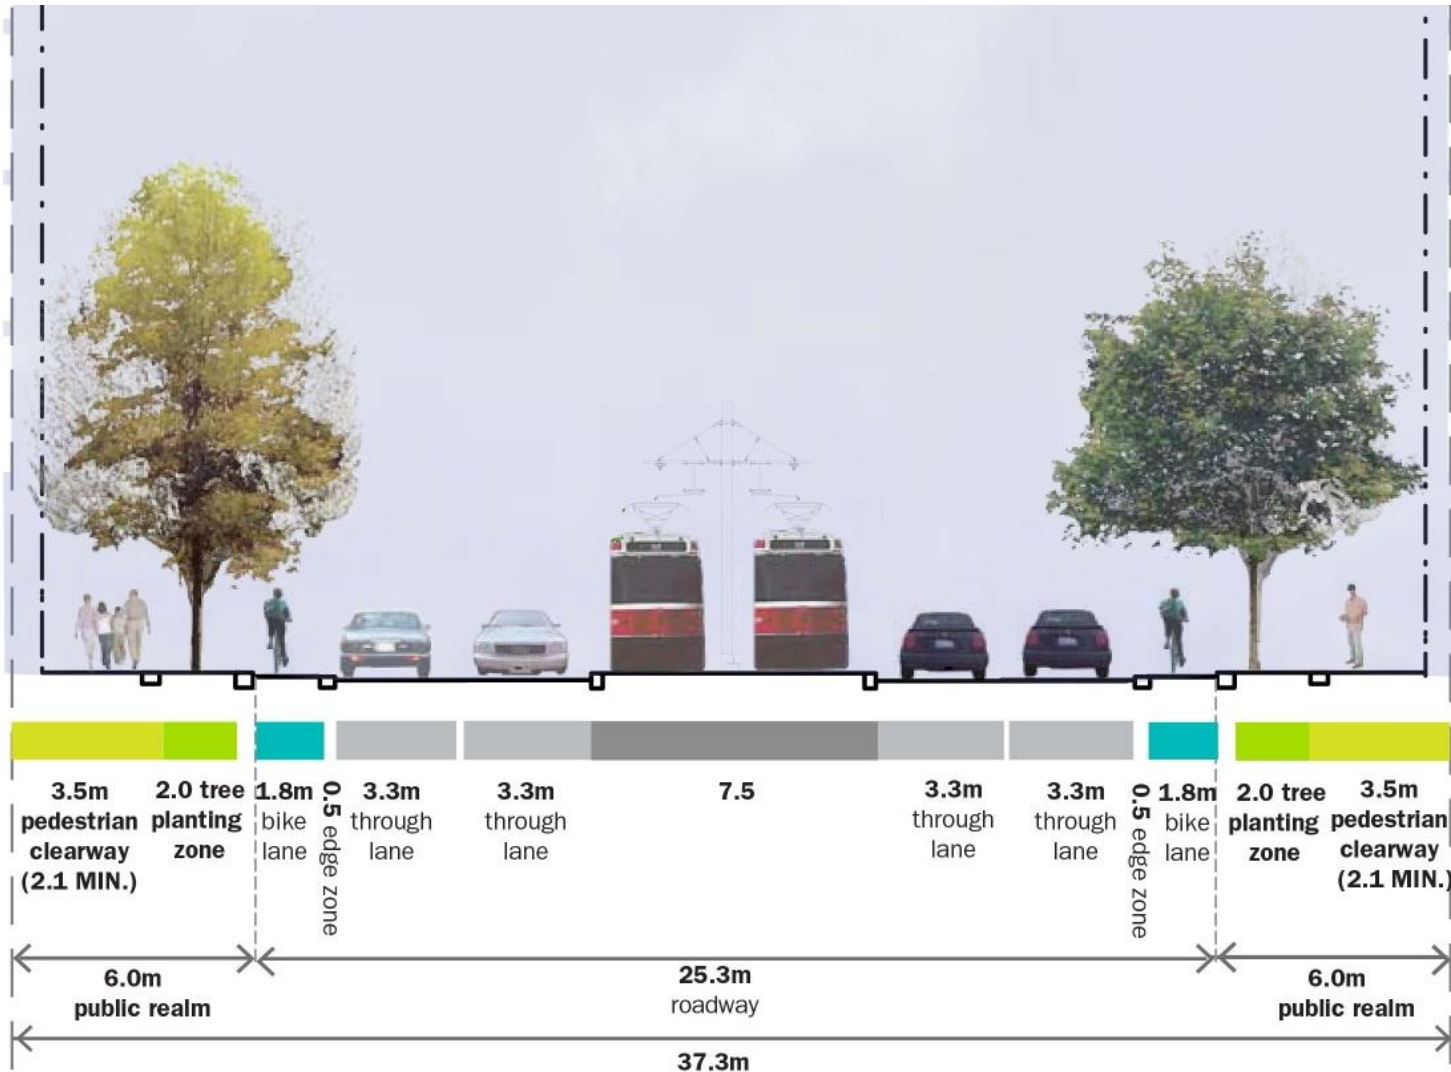 3.5m
pedestrian
clearway
(2.1 MIN.)
2.0 tree
planting
zone
1.8m
bike
lane
0.5 edge zone
3.3m
through
lane
3.3m
through
lane
7.5
3.3m
through
lane
3.3m
through
lane
0.5 edge zone
1.8m
bike
lane
2.0 tree
planting
zone
3.5m
pedestrian
clearway
(2.1 MIN.)
6.0m
public realm
25.3m
roadway
6.0m
public realm
37.3m